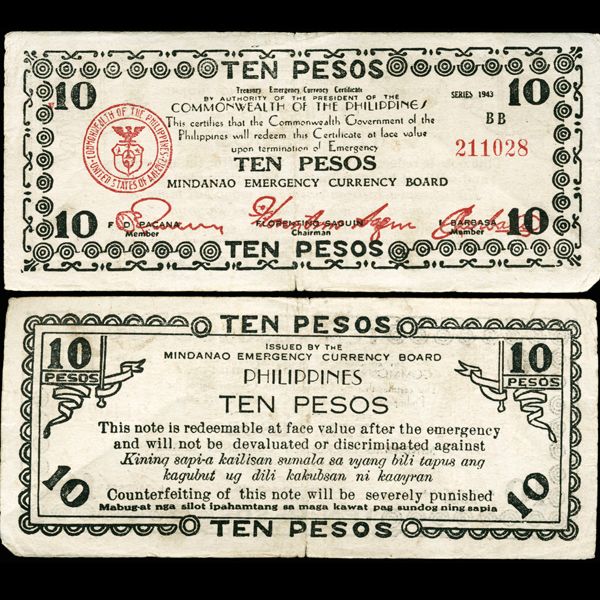 TEN PESOS
10
10
Treasury Emergency Currency Certificate
BY AUTHORITY OF THE PRESIDENT OF THE
COMMONWEALTH OF THE PHILIPPINES
SERIES 1943
BB
211028
This certifies that the Commonwealth Government of the
Philippines will redeem this Certificate at face value
upon termination of Emergency
COMMONWEALTH OF THE PHILIPPINES
UNITED STATES OF AMERICA
TEN PESOS
MINDANAO EMERGENCY CURRENCY BOARD
10
10
F D PACANA
Member
FLORENTINO SAGUIN
Chairman
I. BARBASA
Member
TEN PESOS
TEN PESOS
10
PESOS
10
PESOS
ISSUED BY THE
MINDANAO EMERGENCY CURRENCY BOARD
PHILIPPINES
TEN PESOS
This note is redeemable at face value after the emergency
and will not be devaluated or discriminated against
Kining sapi-a kailisan sumala sa uyang bili tapus ang
kagubut ug dili kakubsan ni kaayran
Counterfeiting of this note will be severely punished
Mabug-at nga silot ipahamtang sa maga kawat pag sundog ning sapia
10
10
TEN PESOS